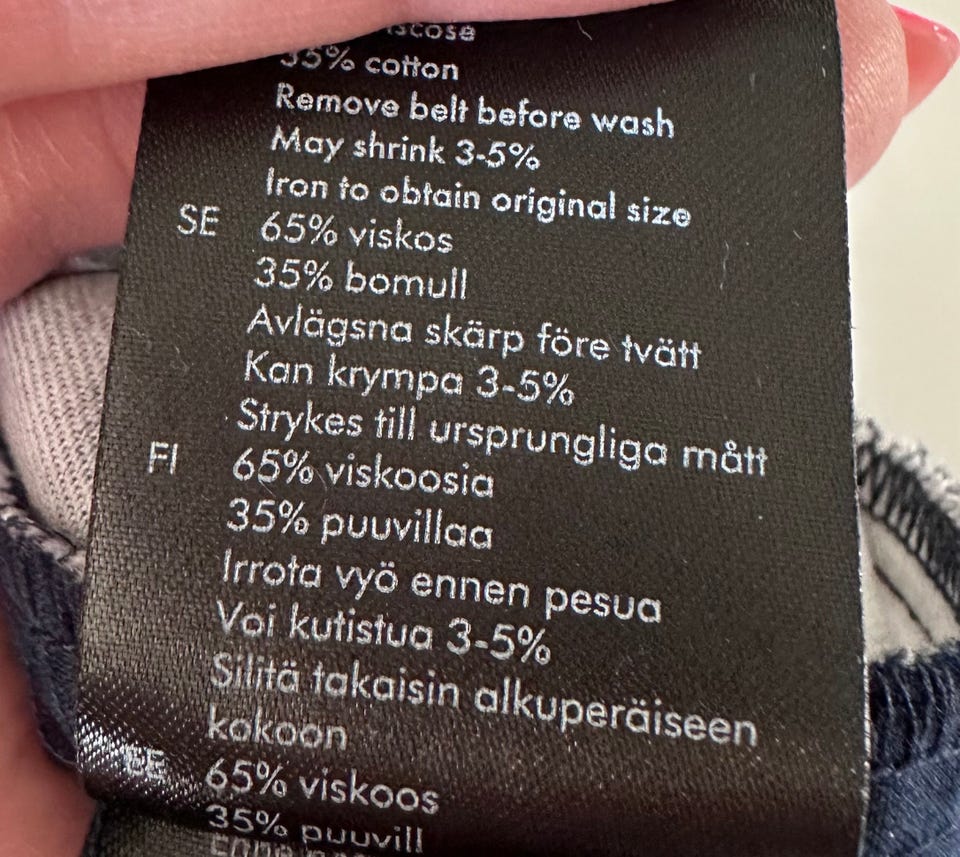 viscose
35% cotton
Remove belt before wash
May shrink 3-5%
Iron to obtain original size
SE 65% viskos
35% bomull
Avlägsna skärp före tvätt
Kan krympa 3-5%
Strykes till ursprungliga mått
FI 65% viskoosia
35% puuvillaa
Irrota vyö ennen pesua
Voi kutistua 3-5%
Silitä takaisin alkuperäiseen
kokoon
65% viskoos
35% puuvill